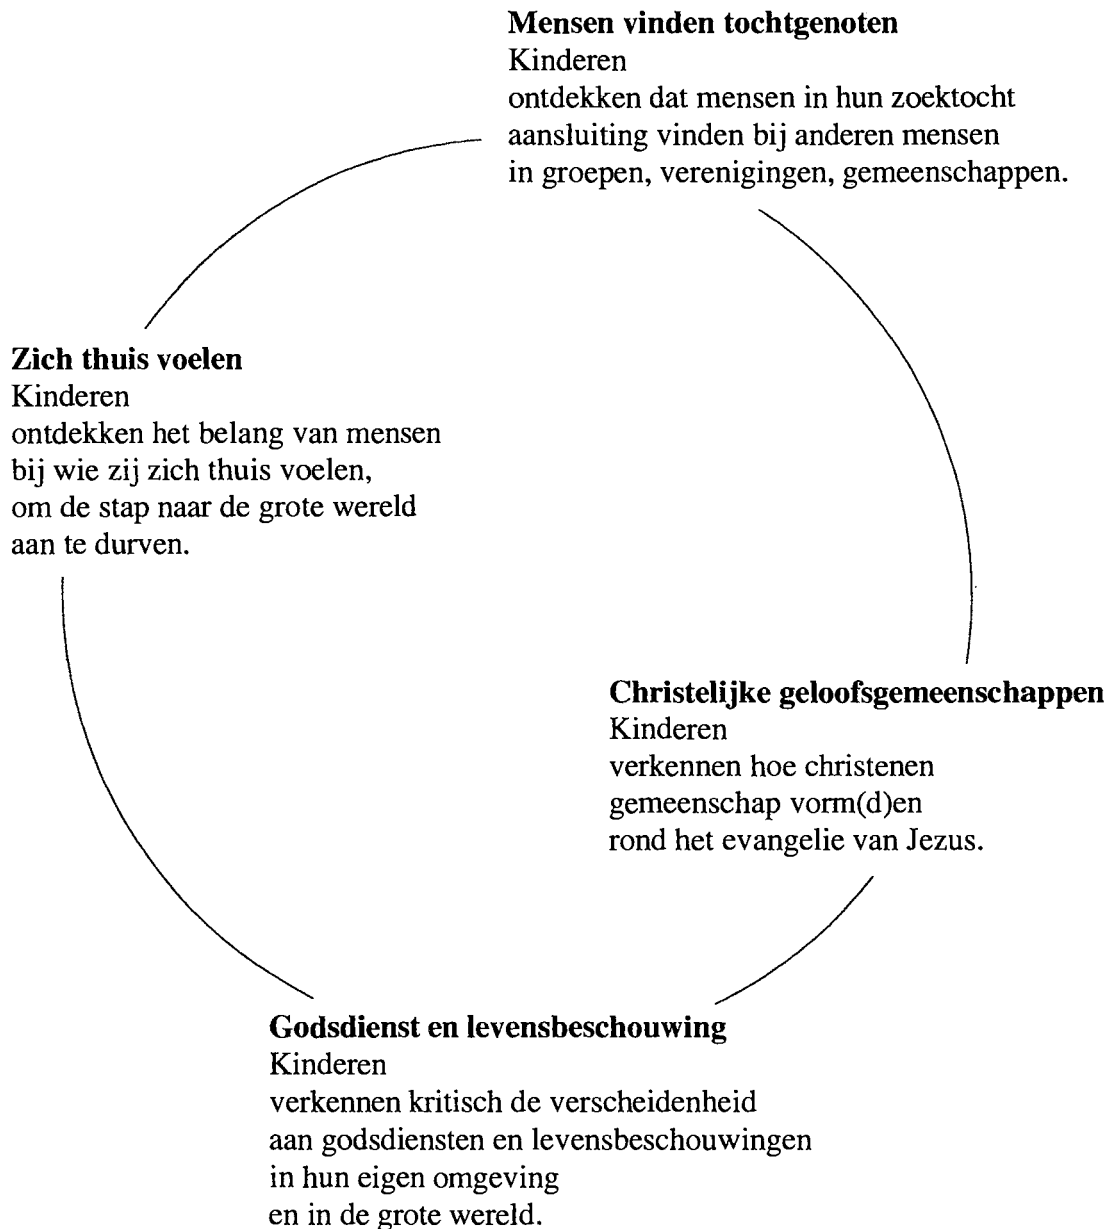 Mensen vinden tochtgenoten
Kinderen
ontdekken dat mensen in hun zoektocht
aansluiting vinden bij anderen mensen
in groepen, verenigingen, gemeenschappen.
Zich thuis voelen
Kinderen
ontdekken het belang van mensen
bij wie zij zich thuis voelen,
om de stap naar de grote wereld
aan te durven.
Christelijke geloofsgemeenschappen
Kinderen
verkennen hoe christenen
gemeenschap vorm(d)en
rond het evangelie van Jezus.
Godsdienst en levensbeschouwing
Kinderen
verkennen kritisch de verscheidenheid
aan godsdiensten en levensbeschouwingen
in hun eigen omgeving
en in de grote wereld.